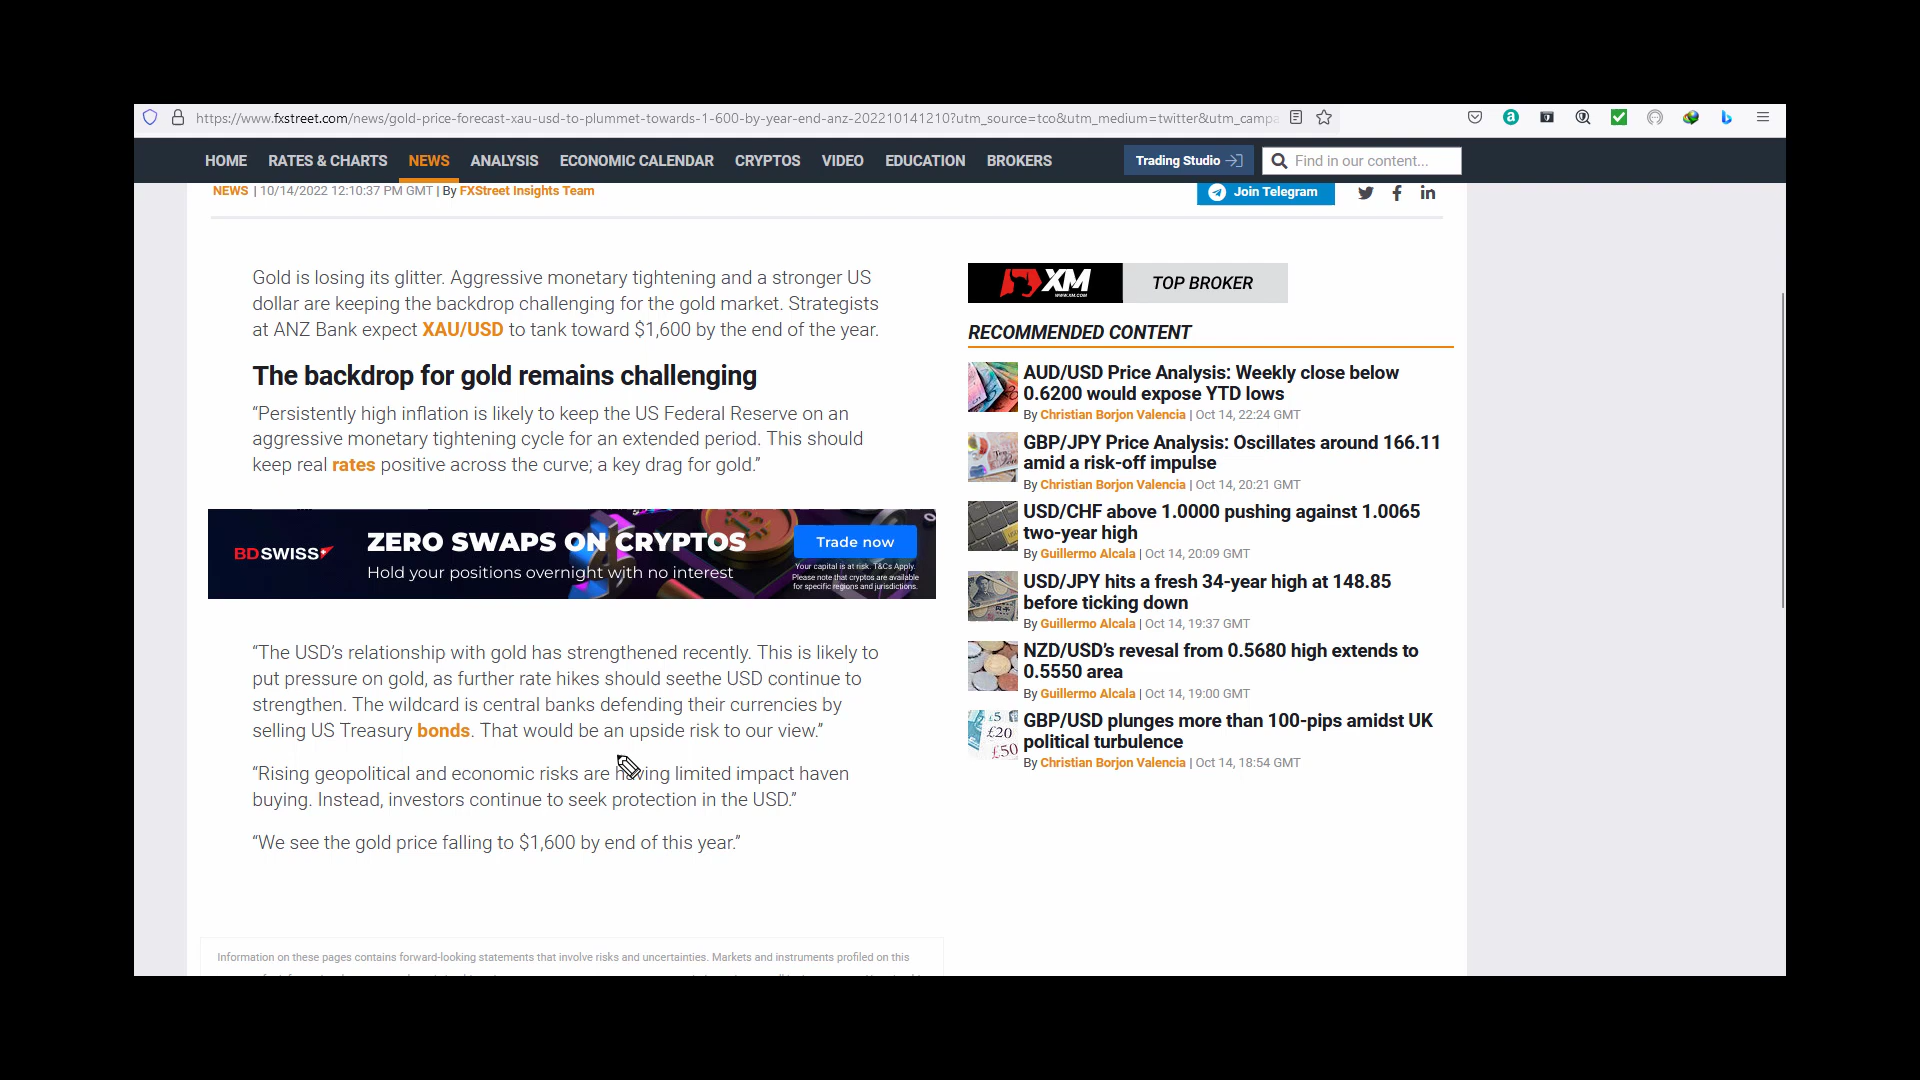 https://www.fxstreet.com/news/gold-price-forecast-xau-usd-to-plummet-towards-1-600-by-year-end-anz-202210141210?utm_source=tco&utm_medium=twitter&utm_campa
HOME RATES & CHARTS NEWS ANALYSIS ECONOMIC CALENDAR CRYPTOS VIDEO EDUCATION BROKERS Trading Studio Find in our content...
NEWS | 10/14/2022 12:10:37 PM GMT | By FXStreet Insights Team Join Telegram
Gold is losing its glitter. Aggressive monetary tightening and a stronger US
dollar are keeping the backdrop challenging for the gold market. Strategists
at ANZ Bank expect XAU/USD to tank toward $1,600 by the end of the year.
The backdrop for gold remains challenging
“Persistently high inflation is likely to keep the US Federal Reserve on an
aggressive monetary tightening cycle for an extended period. This should
keep real rates positive across the curve; a key drag for gold.”
BDSWISS
ZERO SWAPS ON CRYPTOS
Hold your positions overnight with no interest
Trade now
Your capital is at risk. T&Cs Apply.
Please note that cryptos are available
for specific regions and jurisdictions.
“The USD’s relationship with gold has strengthened recently. This is likely to
put pressure on gold, as further rate hikes should seethe USD continue to
strengthen. The wildcard is central banks defending their currencies by
selling US Treasury bonds. That would be an upside risk to our view.”
“Rising geopolitical and economic risks are having limited impact haven
buying. Instead, investors continue to seek protection in the USD.”
“We see the gold price falling to $1,600 by end of this year.”
Information on these pages contains forward-looking statements that involve risks and uncertainties. Markets and instruments profiled on this
XM
WWW.XM.COM
TOP BROKER
RECOMMENDED CONTENT
AUD/USD Price Analysis: Weekly close below
0.6200 would expose YTD lows
By Christian Borjon Valencia | Oct 14, 22:24 GMT
GBP/JPY Price Analysis: Oscillates around 166.11
amid a risk-off impulse
By Christian Borjon Valencia | Oct 14, 20:21 GMT
USD/CHF above 1.0000 pushing against 1.0065
two-year high
By Guillermo Alcala | Oct 14, 20:09 GMT
USD/JPY hits a fresh 34-year high at 148.85
before ticking down
By Guillermo Alcala | Oct 14, 19:37 GMT
NZD/USD’s revesal from 0.5680 high extends to
0.5550 area
By Guillermo Alcala | Oct 14, 19:00 GMT
GBP/USD plunges more than 100-pips amidst UK
political turbulence
By Christian Borjon Valencia | Oct 14, 18:54 GMT